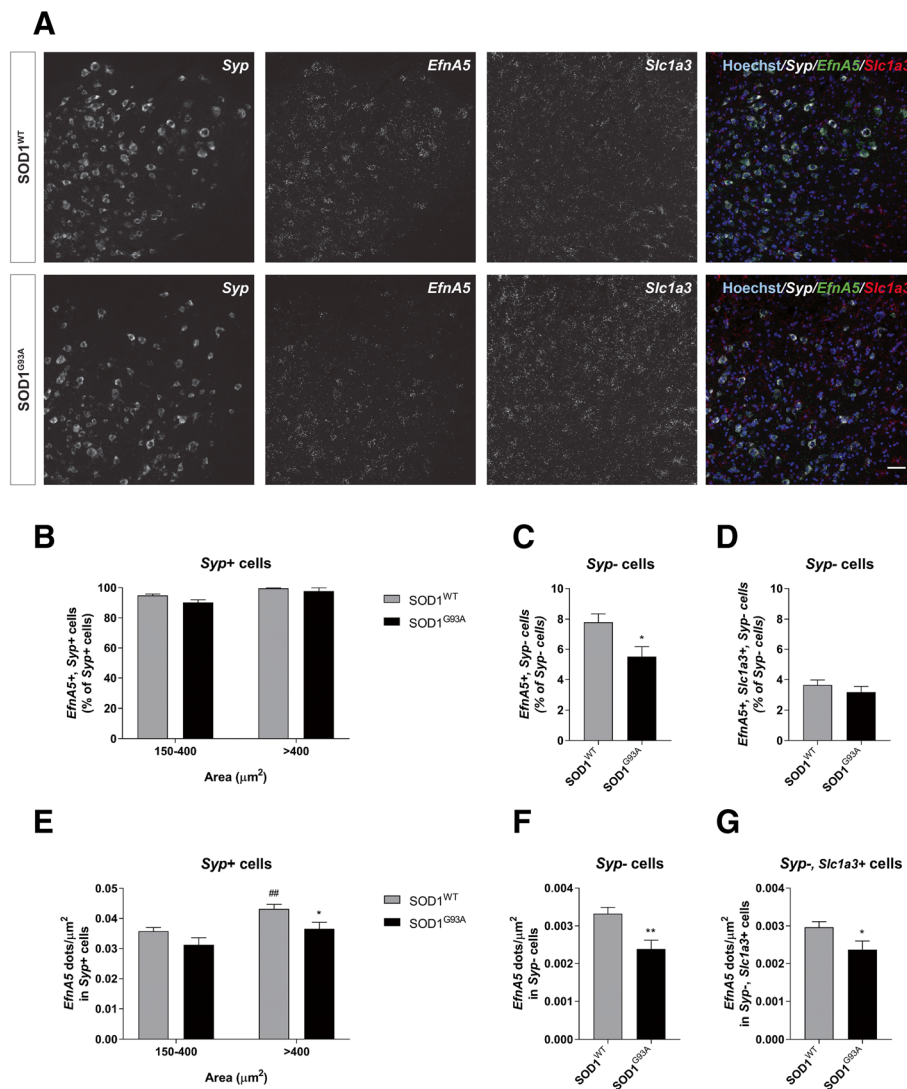 A
Syp
EfnA5
Slc1a3
Hoechst/Syp/EfnA5/Slc1a3
SOD1WT
Syp
EfnA5
Slc1a3
Hoechst/Syp/EfnA5/Slc1a3
SOD1G93A
B
Syp+ cells
EfnA5+, Syp+ cells
(% of Syp+ cells)
100
80
60
40
20
0
150-400
>400
Area (μm2)
SOD1WT
SOD1G93A
C
Syp- cells
EfnA5+, Syp- cells
(% of Syp- cells)
10
8
6
4
2
0
*
SOD1WT
SOD1G93A
D
Syp- cells
EfnA5+, Slc1a3+, Syp- cells
(% of Syp- cells)
10
8
6
4
2
0
SOD1WT
SOD1G93A
E
Syp+ cells
EfnA5 dots/μm2
in Syp+ cells
0.05
0.04
0.03
0.02
0.01
0.00
##
*
150-400
>400
Area (μm2)
SOD1WT
SOD1G93A
F
Syp- cells
EfnA5 dots/μm2
in Syp- cells
0.004
0.003
0.002
0.001
0.000
**
SOD1WT
SOD1G93A
G
Syp-, Slc1a3+ cells
EfnA5 dots/μm2
in Syp-, Slc1a3+ cells
0.004
0.003
0.002
0.001
0.000
*
SOD1WT
SOD1G93A